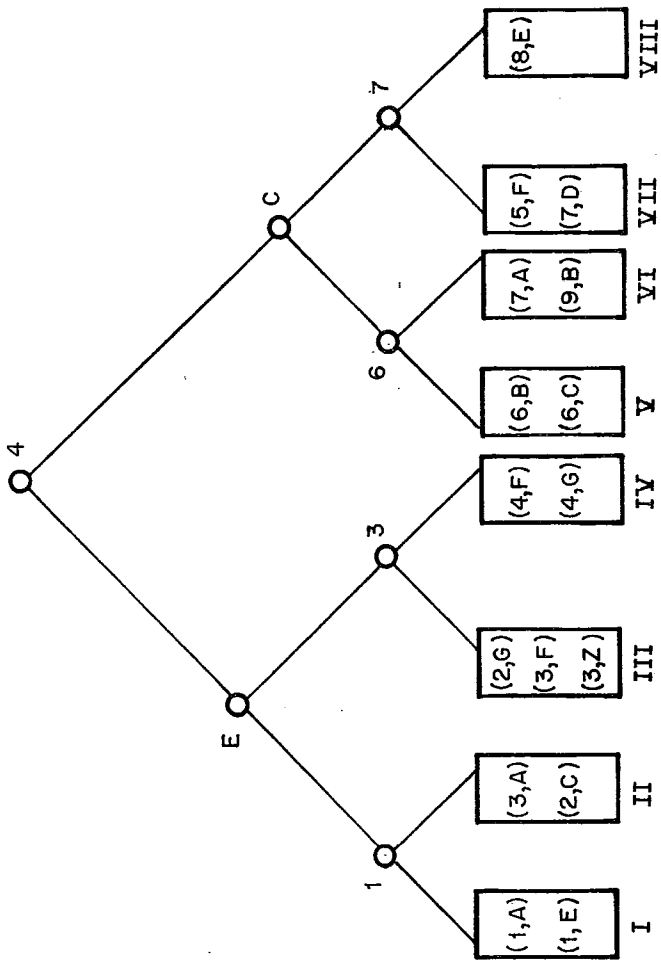 4
E
C
1
3
6
7
(1,A)
(1,E)
(3,A)
(2,C)
(2,G)
(3,F)
(3,Z)
(4,F)
(4,G)
(6,B)
(6,C)
(7,A)
(9,B)
(5,F)
(7,D)
(8,E)
I
II
III
IV
V
VI
VII
VIII